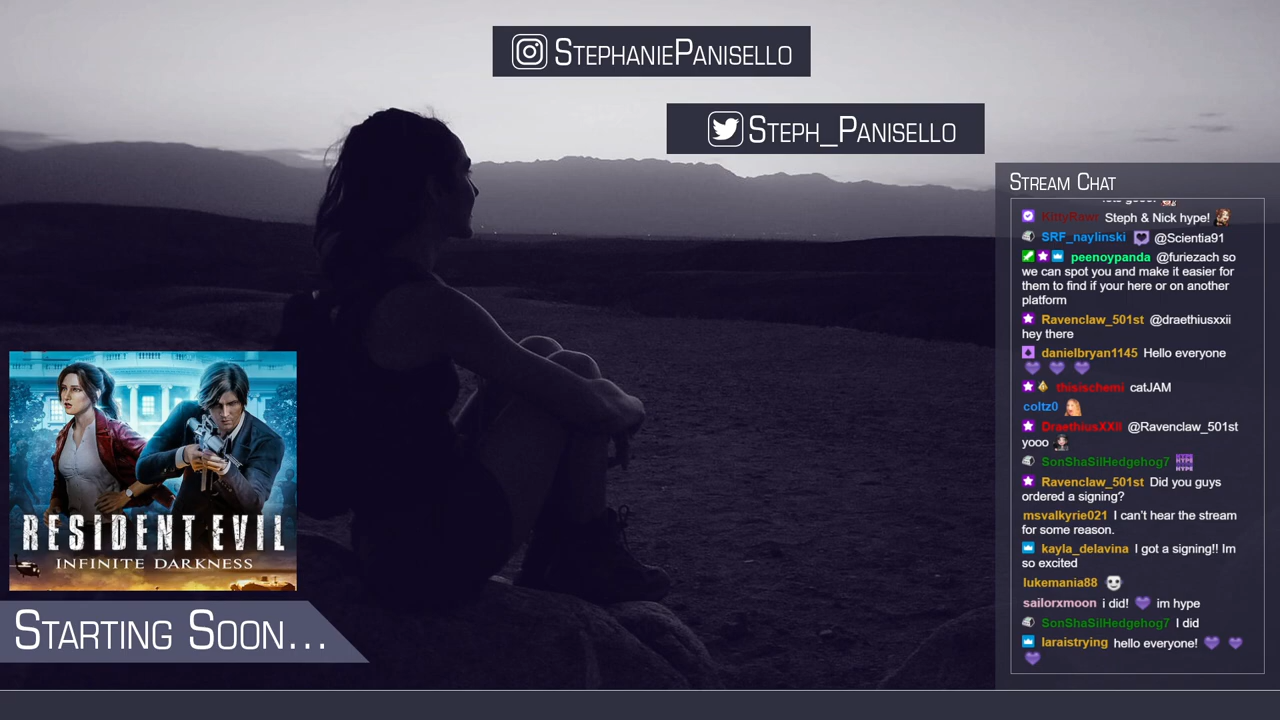 StephaniePanisello
Steph_Panisello
Stream Chat
KittyRawr Steph & Nick hype!
SRF_naylinski @Scientia91
peenoypanda @furiezach so
we can spot you and make it easier for
them to find if your here or on another
platform
Ravenclaw_501st @draethiusxxii
hey there
danielbryan1145 Hello everyone
thisischemi catJAM
coltz0
DraethiusXXII @Ravenclaw_501st
yooo
SonShaSilHedgehog7
HYPE
HYPE
Ravenclaw_501st Did you guys
ordered a signing?
msvalkyrie021 I can't hear the stream
for some reason.
kayla_delavina I got a signing!! Im
so excited
lukemania88
sailorxmoon i did! im hype
SonShaSilHedgehog7 I did
laraistrying hello everyone!
RESIDENT EVIL
INFINITE DARKNESS
Starting Soon...